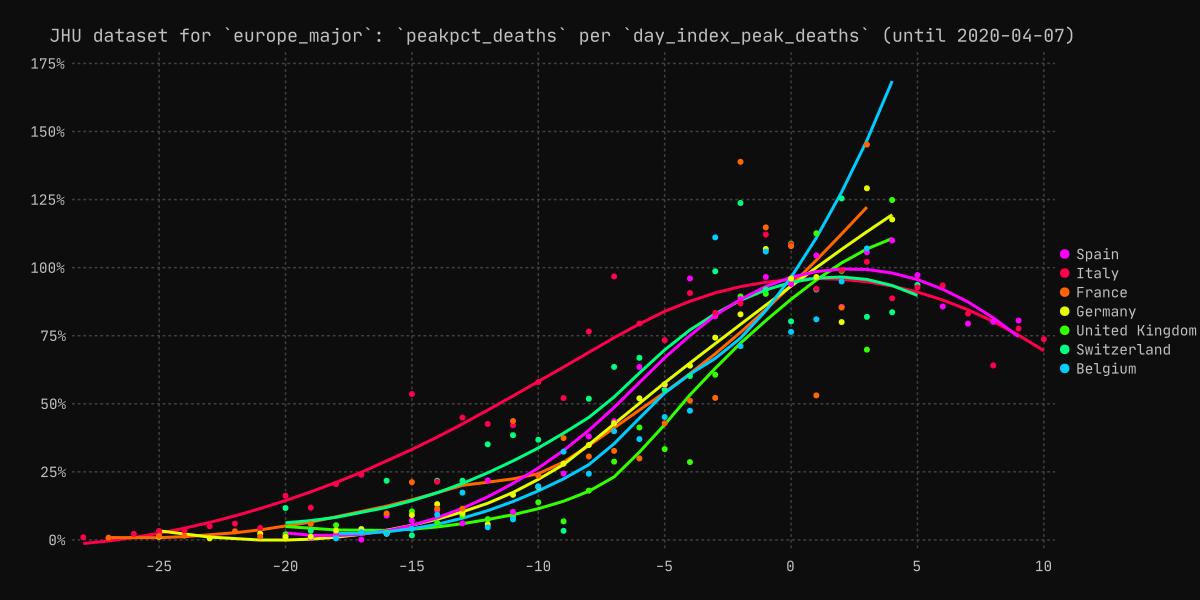 JHU dataset for `europe_major`: `peakpct_deaths` per `day_index_peak_deaths` (until 2020-04-07)
175%
150%
125%
100%
75%
50%
25%
0%
-25
-20
-15
-10
-5
0
5
10
Spain
Italy
France
Germany
United Kingdom
Switzerland
Belgium